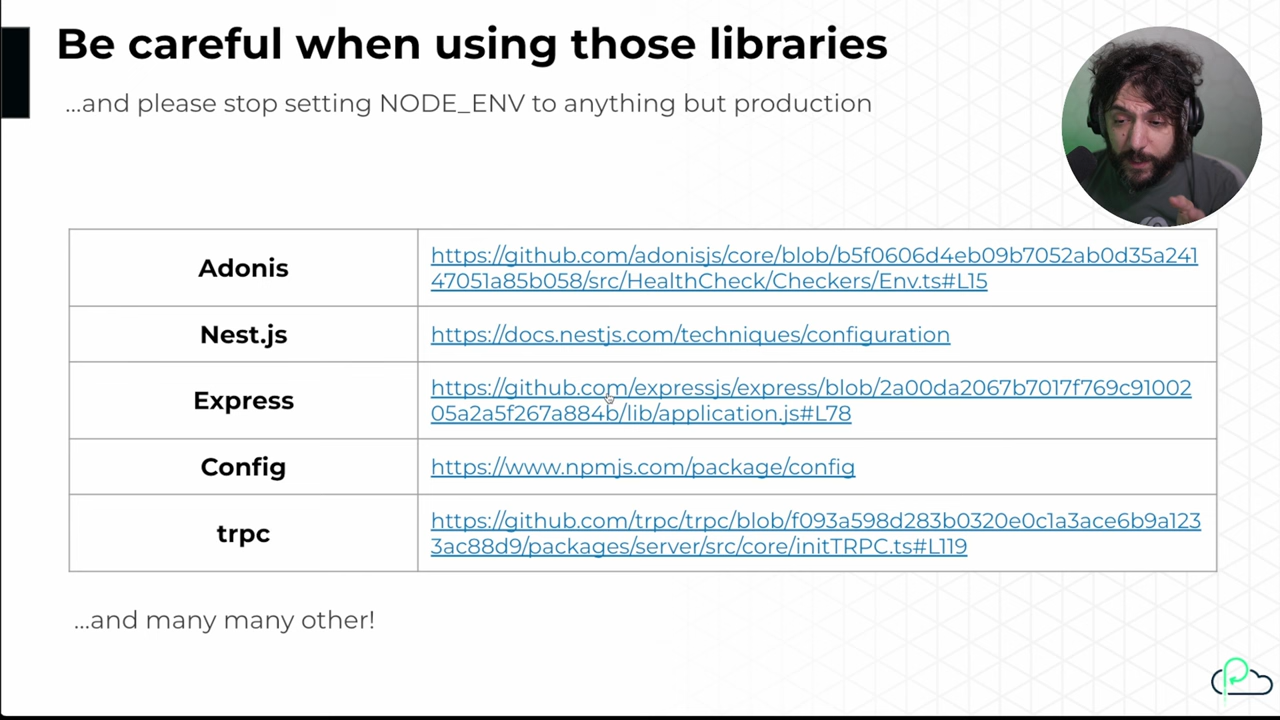 Be careful when using those libraries
...and please stop setting NODE_ENV to anything but production
Adonis
https://github.com/adonisjs/core/blob/b5f0606d4eb09b7052ab0d35a241
47051a85b058/src/HealthCheck/Checkers/Env.ts#L15
Nest.js
https://docs.nestjs.com/techniques/configuration
Express
https://github.com/expressjs/express/blob/2a00da2067b7017f769c91002
05a2a5f267a884b/lib/application.js#L78
Config
https://www.npmjs.com/package/config
trpc
https://github.com/trpc/trpc/blob/f093a598d283b0320e0c1a3ace6b9a123
3ac88d9/packages/server/src/core/initTRPC.ts#L119
...and many many other!